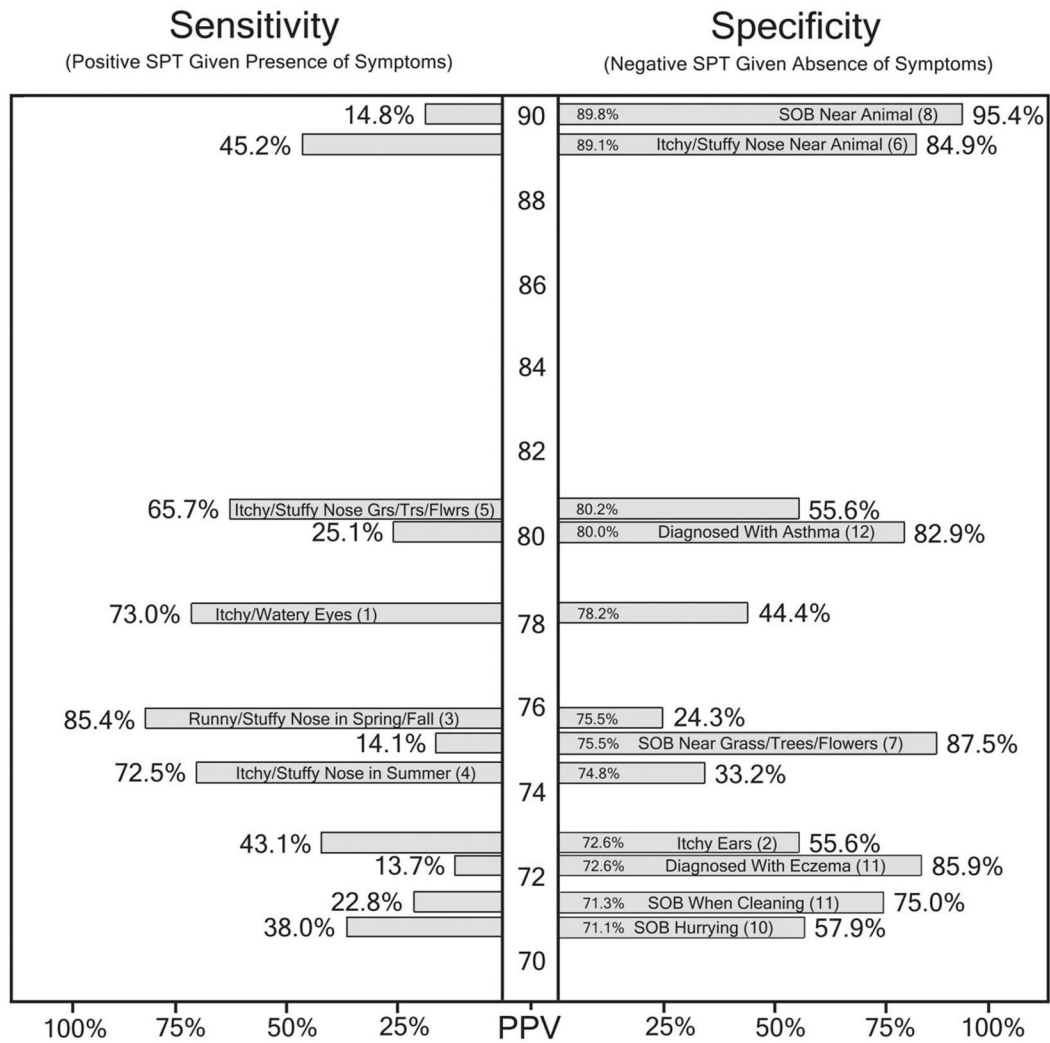 Sensitivity
(Positive SPT Given Presence of Symptoms)
Specificity
(Negative SPT Given Absence of Symptoms)
14.8% 90 89.8% SOB Near Animal (8) 95.4%
45.2% 89.1% Itchy/Stuffy Nose Near Animal (6) 84.9%
88
86
84
82
65.7% Itchy/Stuffy Nose Grs/Trs/Flwrs (5) 80.2% 55.6%
25.1% 80 80.0% Diagnosed With Asthma (12) 82.9%
73.0% Itchy/Watery Eyes (1) 78 78.2% 44.4%
76
85.4% Runny/Stuffy Nose in Spring/Fall (3) 75.5% 24.3%
14.1% 75.5% SOB Near Grass/Trees/Flowers (7) 87.5%
72.5% Itchy/Stuffy Nose in Summer (4) 74.8% 33.2%
74
43.1% 72.6% Itchy Ears (2) 55.6%
13.7% 72 72.6% Diagnosed With Eczema (11) 85.9%
22.8% 71.3% SOB When Cleaning (11) 75.0%
38.0% 71.1% SOB Hurrying (10) 57.9%
70
100% 75% 50% 25% PPV 25% 50% 75% 100%